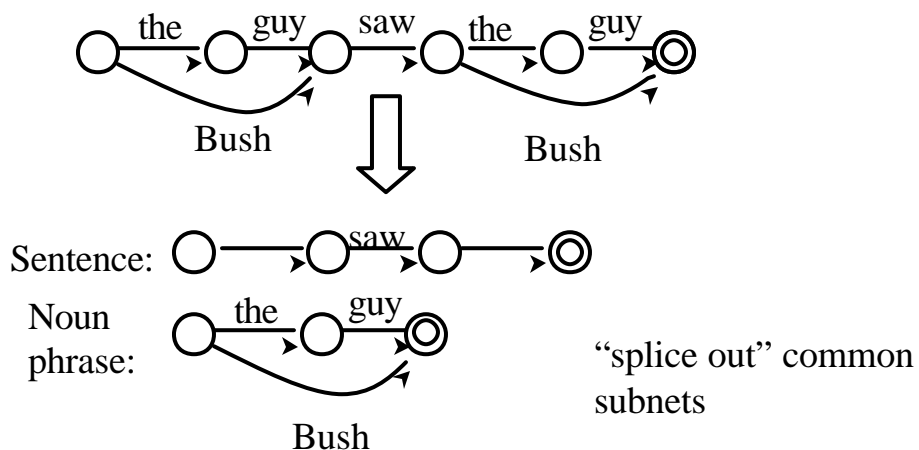 the guy saw the guy
Bush Bush
Sentence: saw
Noun the guy
phrase:
“splice out” common
subnets
Bush